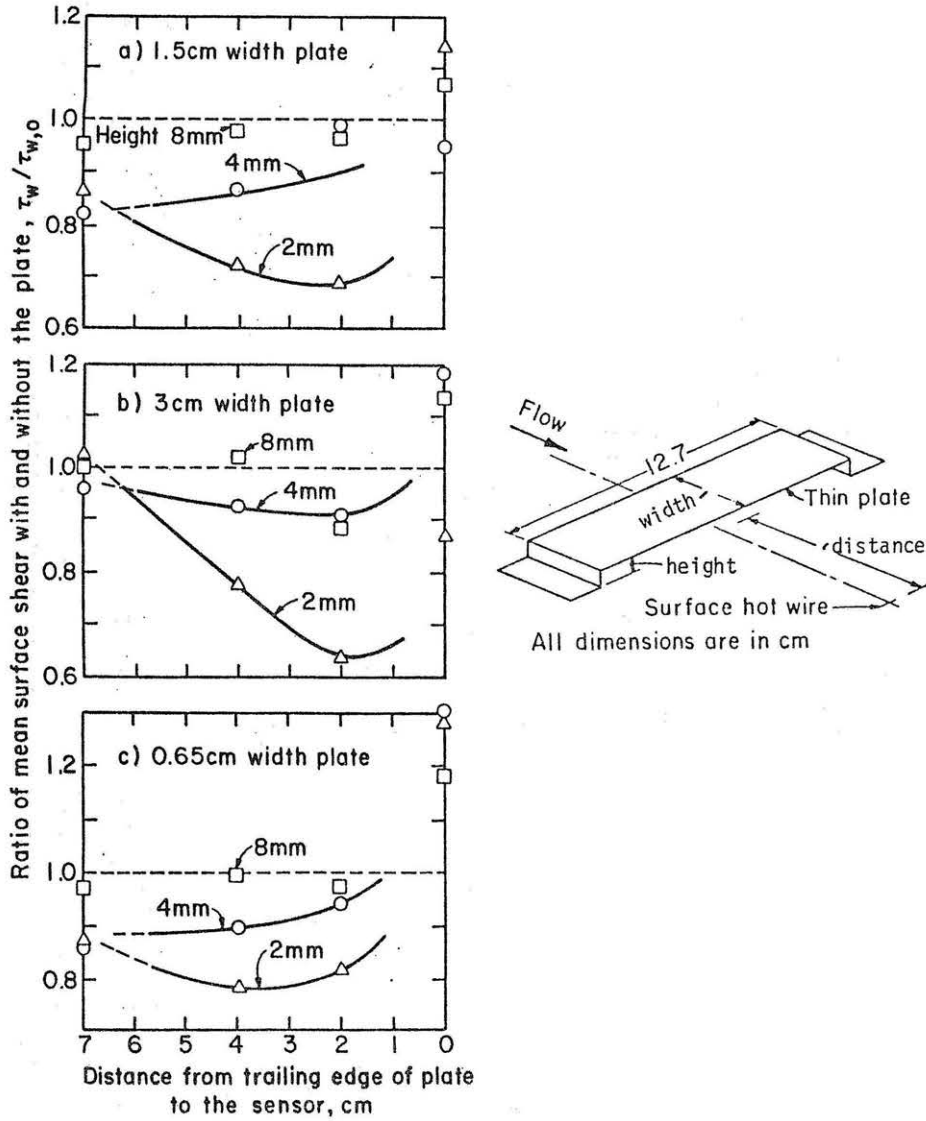 Ratio of mean surface shear with and without the plate, τw/τw,o
1.2
a) 1.5cm width plate
1.0
Height 8mm
4mm
0.8
2mm
0.6
1.2
b) 3cm width plate
8mm
1.0
4mm
0.8
2mm
0.6
1.2
c) 0.65cm width plate
8mm
1.0
4mm
2mm
0.8
7 6 5 4 3 2 1 0
Distance from trailing edge of plate
to the sensor, cm
Flow
12.7
width
Thin plate
distance
height
Surface hot wire
All dimensions are in cm